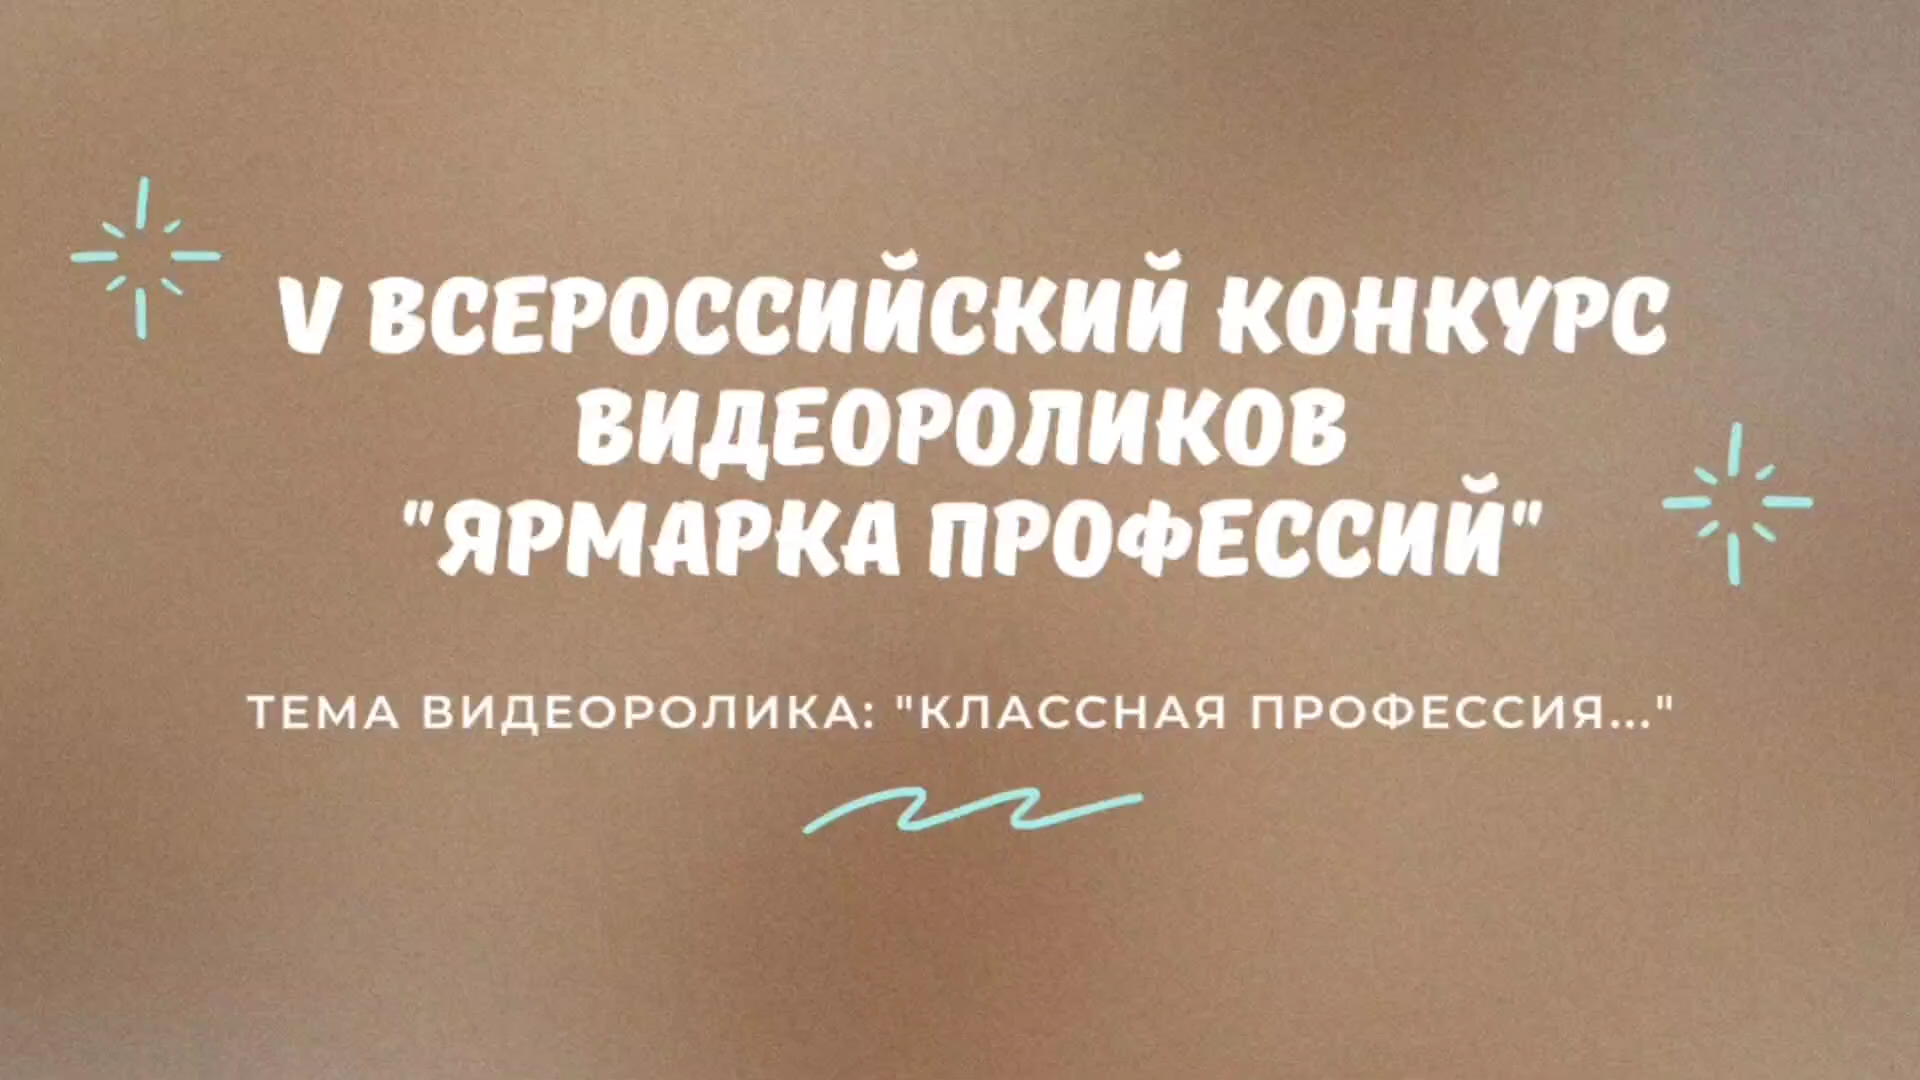 V ВСЕРОССИЙСКИЙ КОНКУРС
ВИДЕОРОЛИКОВ
"ЯРМАРКА ПРОФЕССИЙ"
ТЕМА ВИДЕОРОЛИКА: "КЛАССНАЯ ПРОФЕССИЯ..."